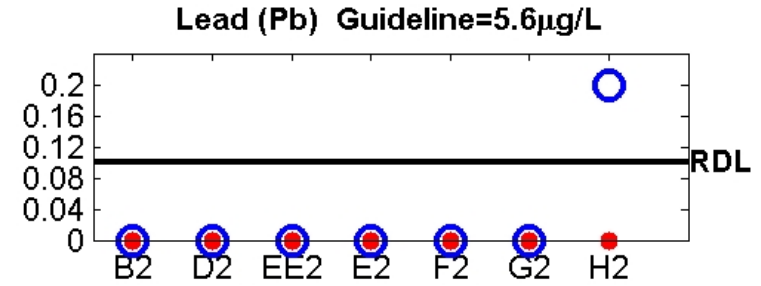 Lead (Pb)  Guideline=5.6µg/L
0.2
0.16
0.12
RDL
0.08
0.04
0
B2 D2 EE2 E2 F2 G2 H2